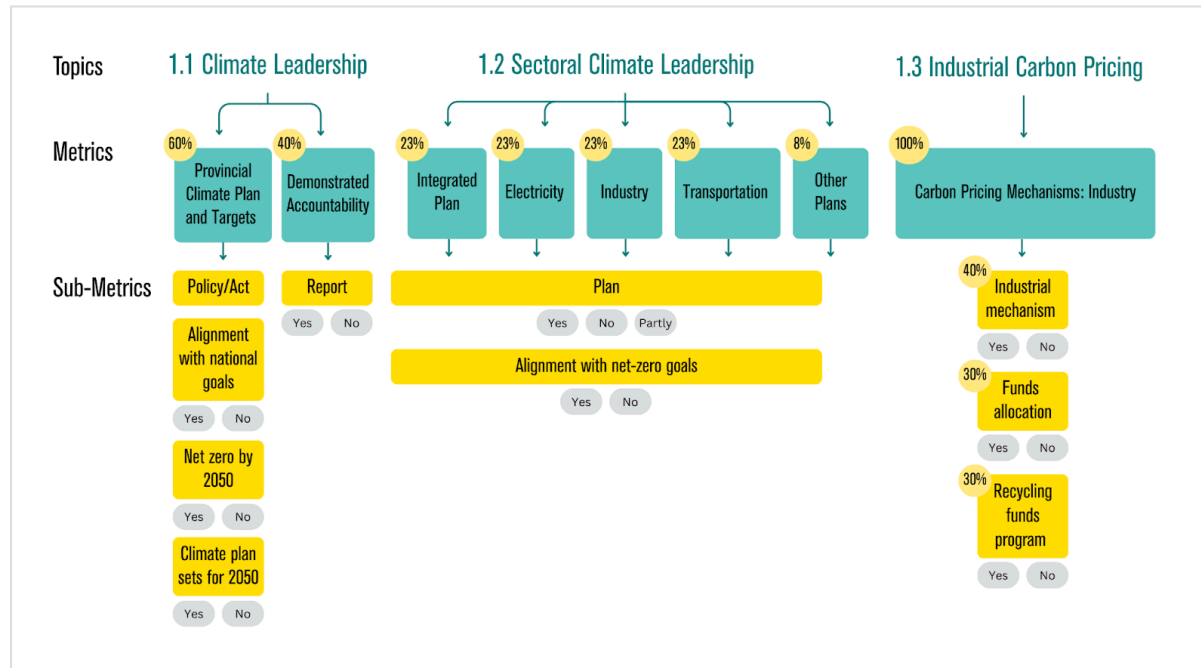 Topics
1.1 Climate Leadership
1.2 Sectoral Climate Leadership
1.3 Industrial Carbon Pricing
Metrics
60%
Provincial
Climate Plan
and Targets
40%
Demonstrated
Accountability
23%
Integrated
Plan
23%
Electricity
23%
Industry
23%
Transportation
8%
Other
Plans
100%
Carbon Pricing Mechanisms: Industry
Sub-Metrics
Policy/Act
Alignment
with national
goals
Yes No
Net zero by
2050
Yes No
Climate plan
sets for 2050
Yes No
Report
Yes No
Plan
Yes No Partly
Alignment with net-zero goals
Yes No
40%
Industrial
mechanism
Yes No
30%
Funds
allocation
Yes No
30%
Recycling
funds
program
Yes No